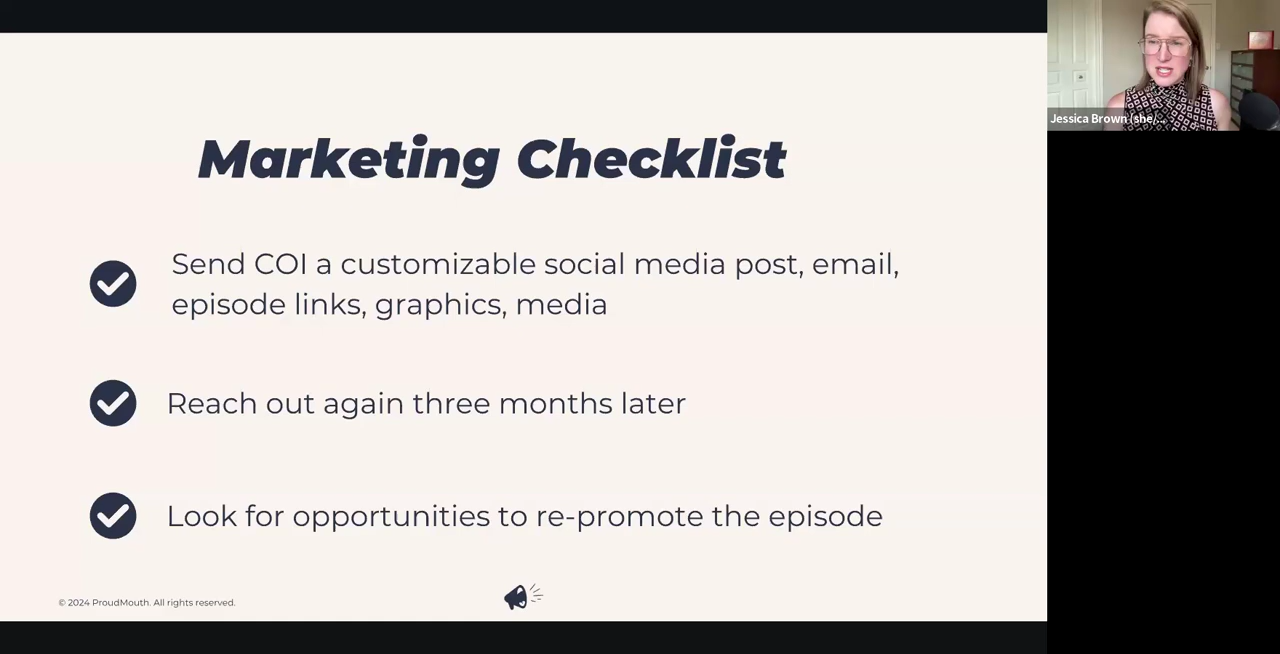 Marketing Checklist
Send COI a customizable social media post, email,
episode links, graphics, media
Reach out again three months later
Look for opportunities to re-promote the episode
© 2024 ProudMouth. All rights reserved.
Jessica Brown (she,...